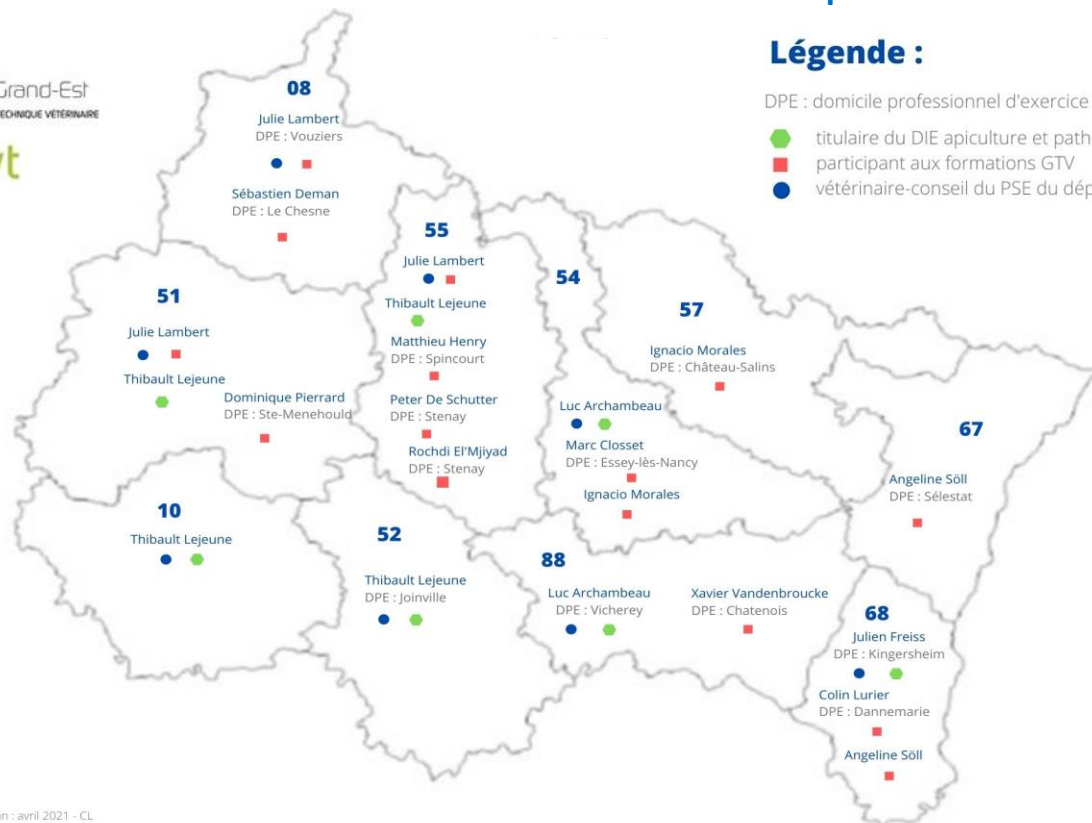 Légende :
DPE : domicile professionnel d'exercice
titulaire du DIE apiculture et path
participant aux formations GTV
vétérinaire-conseil du PSE du dép
Grand-Est
TECHNIQUE VÉTÉRINAIRE
08
Julie Lambert
DPE : Vouziers
Sébastien Deman
DPE : Le Chesne
55
Julie Lambert
Thibault Lejeune
Matthieu Henry
DPE : Spincourt
Peter De Schutter
DPE : Stenay
Rochdi El'Mjiyad
DPE : Stenay
54
Luc Archambeau
Marc Closset
DPE : Essey-lès-Nancy
Ignacio Morales
57
Ignacio Morales
DPE : Château-Salins
51
Julie Lambert
Thibault Lejeune
Dominique Pierrard
DPE : Ste-Menehould
67
Angeline Söll
DPE : Sélestat
10
Thibault Lejeune
52
Thibault Lejeune
DPE : Joinville
88
Luc Archambeau
DPE : Vicherey
Xavier Vandenbroucke
DPE : Chatenois
68
Julien Freiss
DPE : Kingersheim
Colin Lurier
DPE : Dannemarie
Angeline Söll
: avril 2021 - CL